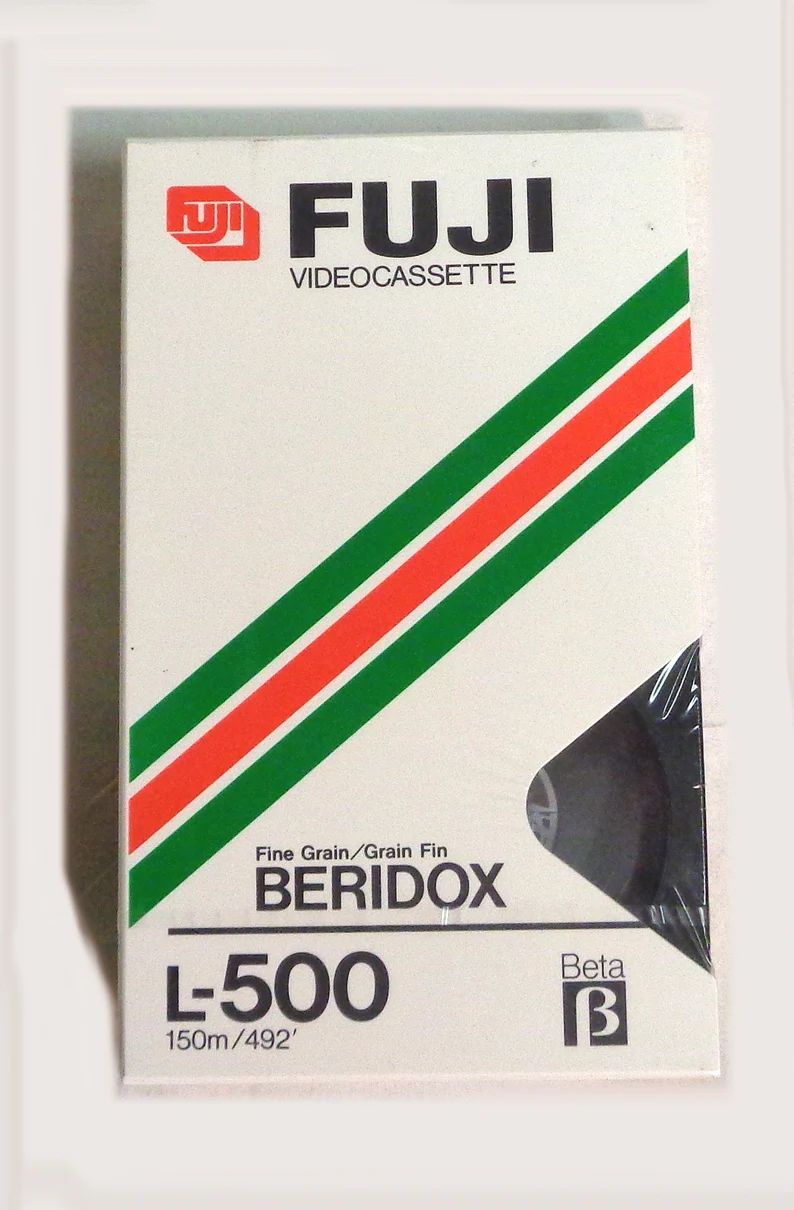 FUJI
FUJI
VIDEOCASSETTE
Fine Grain/Grain Fin
BERIDOX
L-500
150m/492'
Beta
β